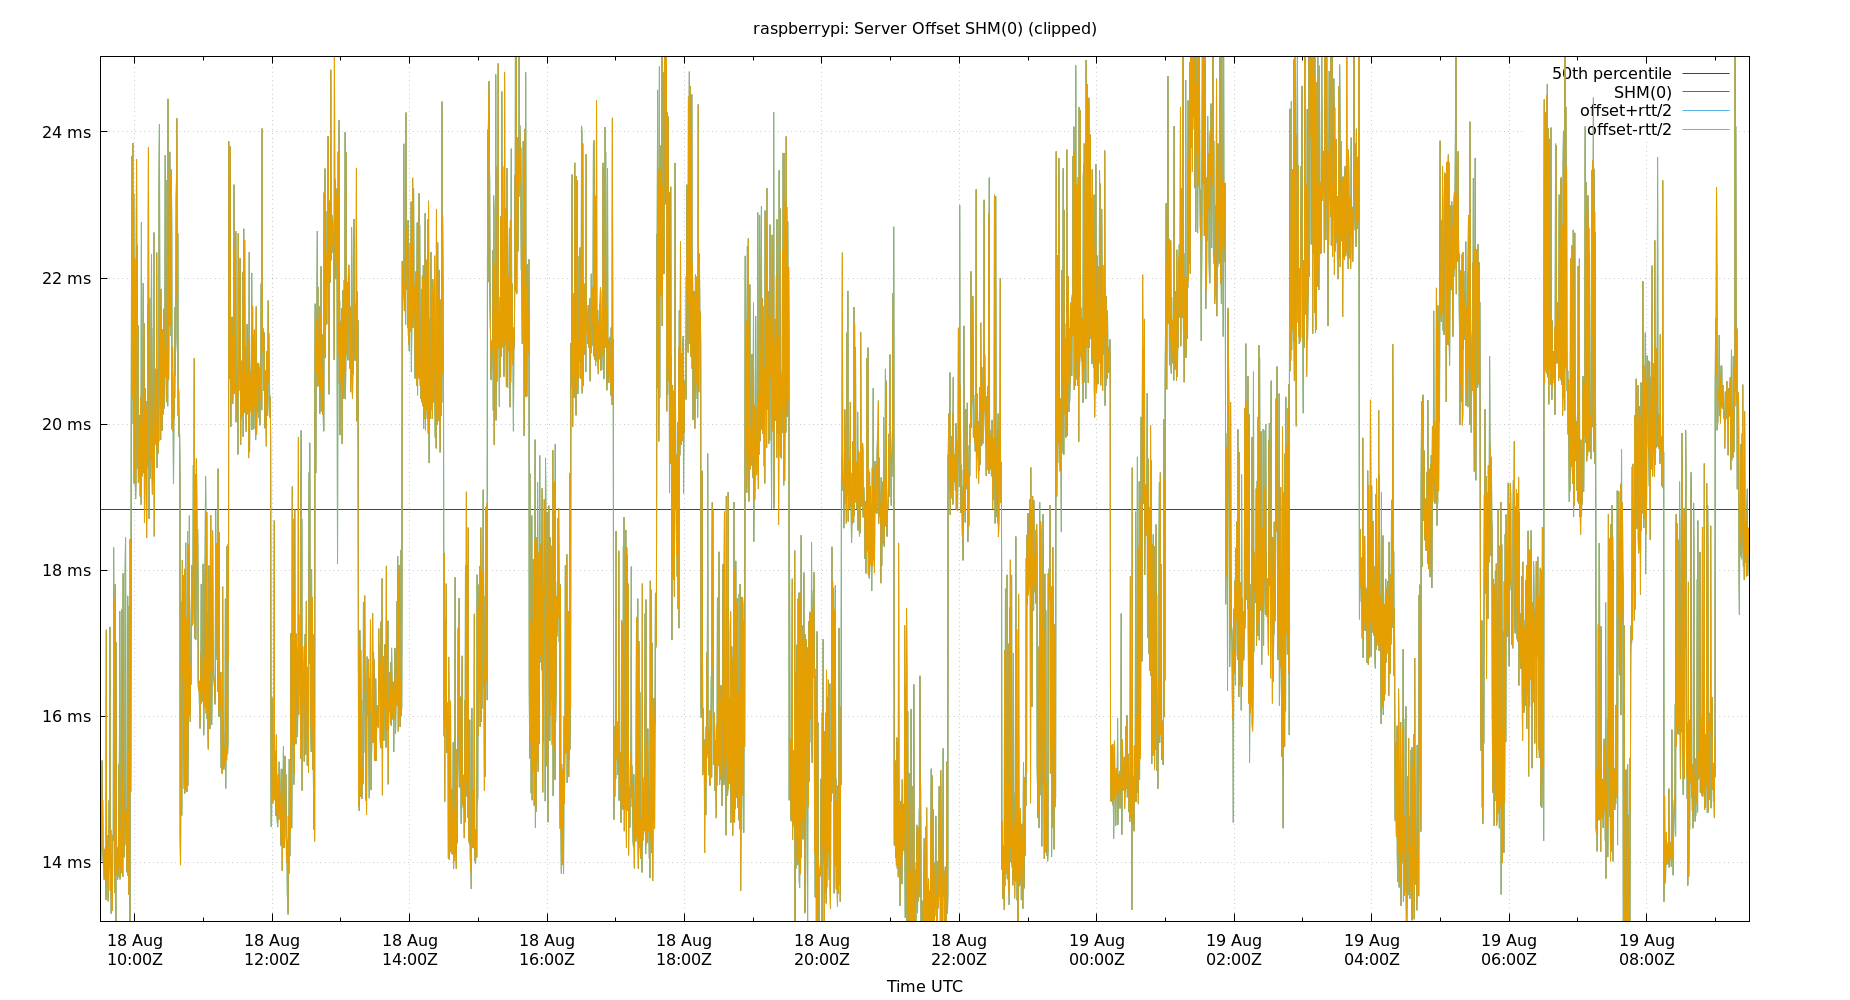 raspberrypi: Server Offset SHM(0) (clipped)
50th percentile
SHM(0)
offset+rtt/2
offset-rtt/2
24 ms
22 ms
20 ms
18 ms
16 ms
14 ms
18 Aug 18 Aug 18 Aug 18 Aug 18 Aug 18 Aug 18 Aug 19 Aug 19 Aug 19 Aug 19 Aug 19 Aug
10:00Z 12:00Z 14:00Z 16:00Z 18:00Z 20:00Z 22:00Z 00:00Z 02:00Z 04:00Z 06:00Z 08:00Z
Time UTC